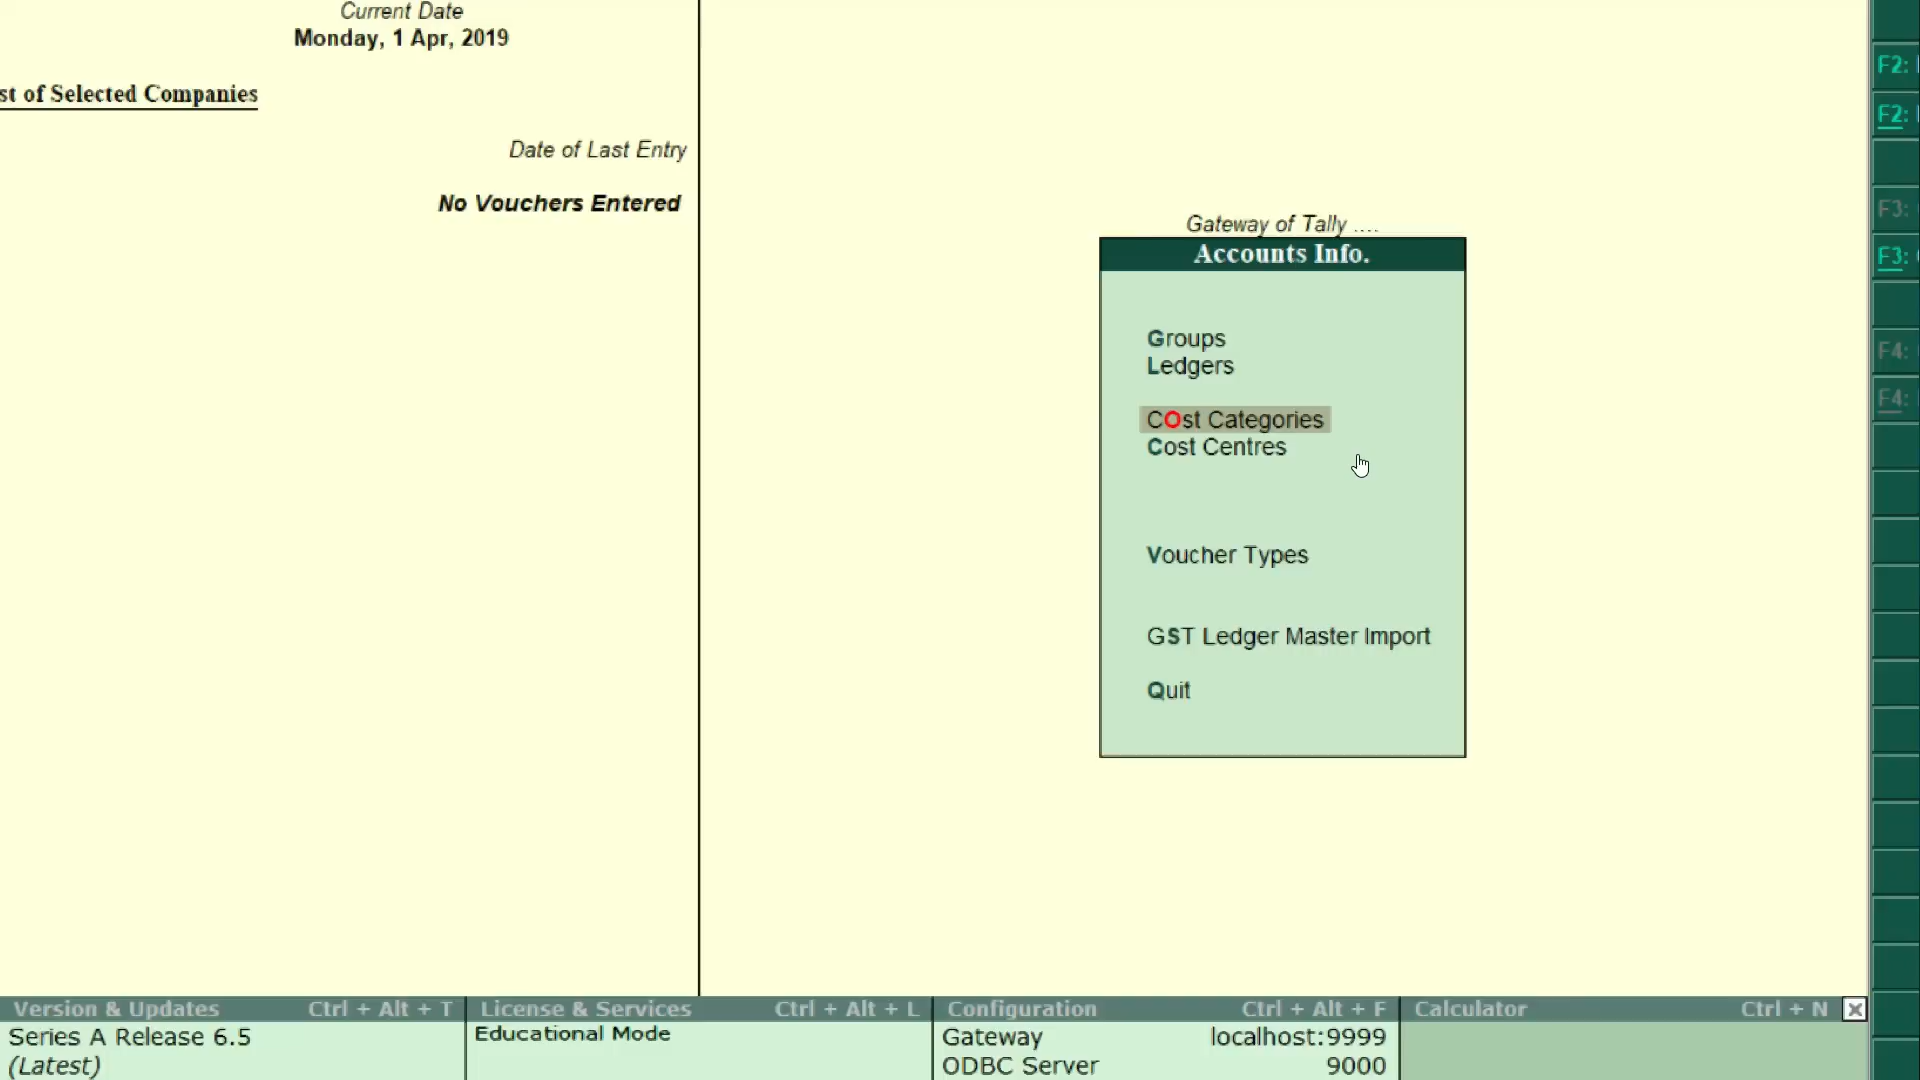 Current Date
Monday, 1 Apr, 2019
st of Selected Companies
Date of Last Entry
No Vouchers Entered
Gateway of Tally ....
Accounts Info.
Groups
Ledgers
COst Categories
Cost Centres
Voucher Types
GST Ledger Master Import
Quit
F2:
F2:
F3:
F3:
F4:
F4:
Version & Updates Ctrl + Alt + T
Series A Release 6.5
(Latest)
License & Services Ctrl + Alt + L
Educational Mode
Configuration Ctrl + Alt + F
Gateway localhost:9999
ODBC Server 9000
Calculator Ctrl + N